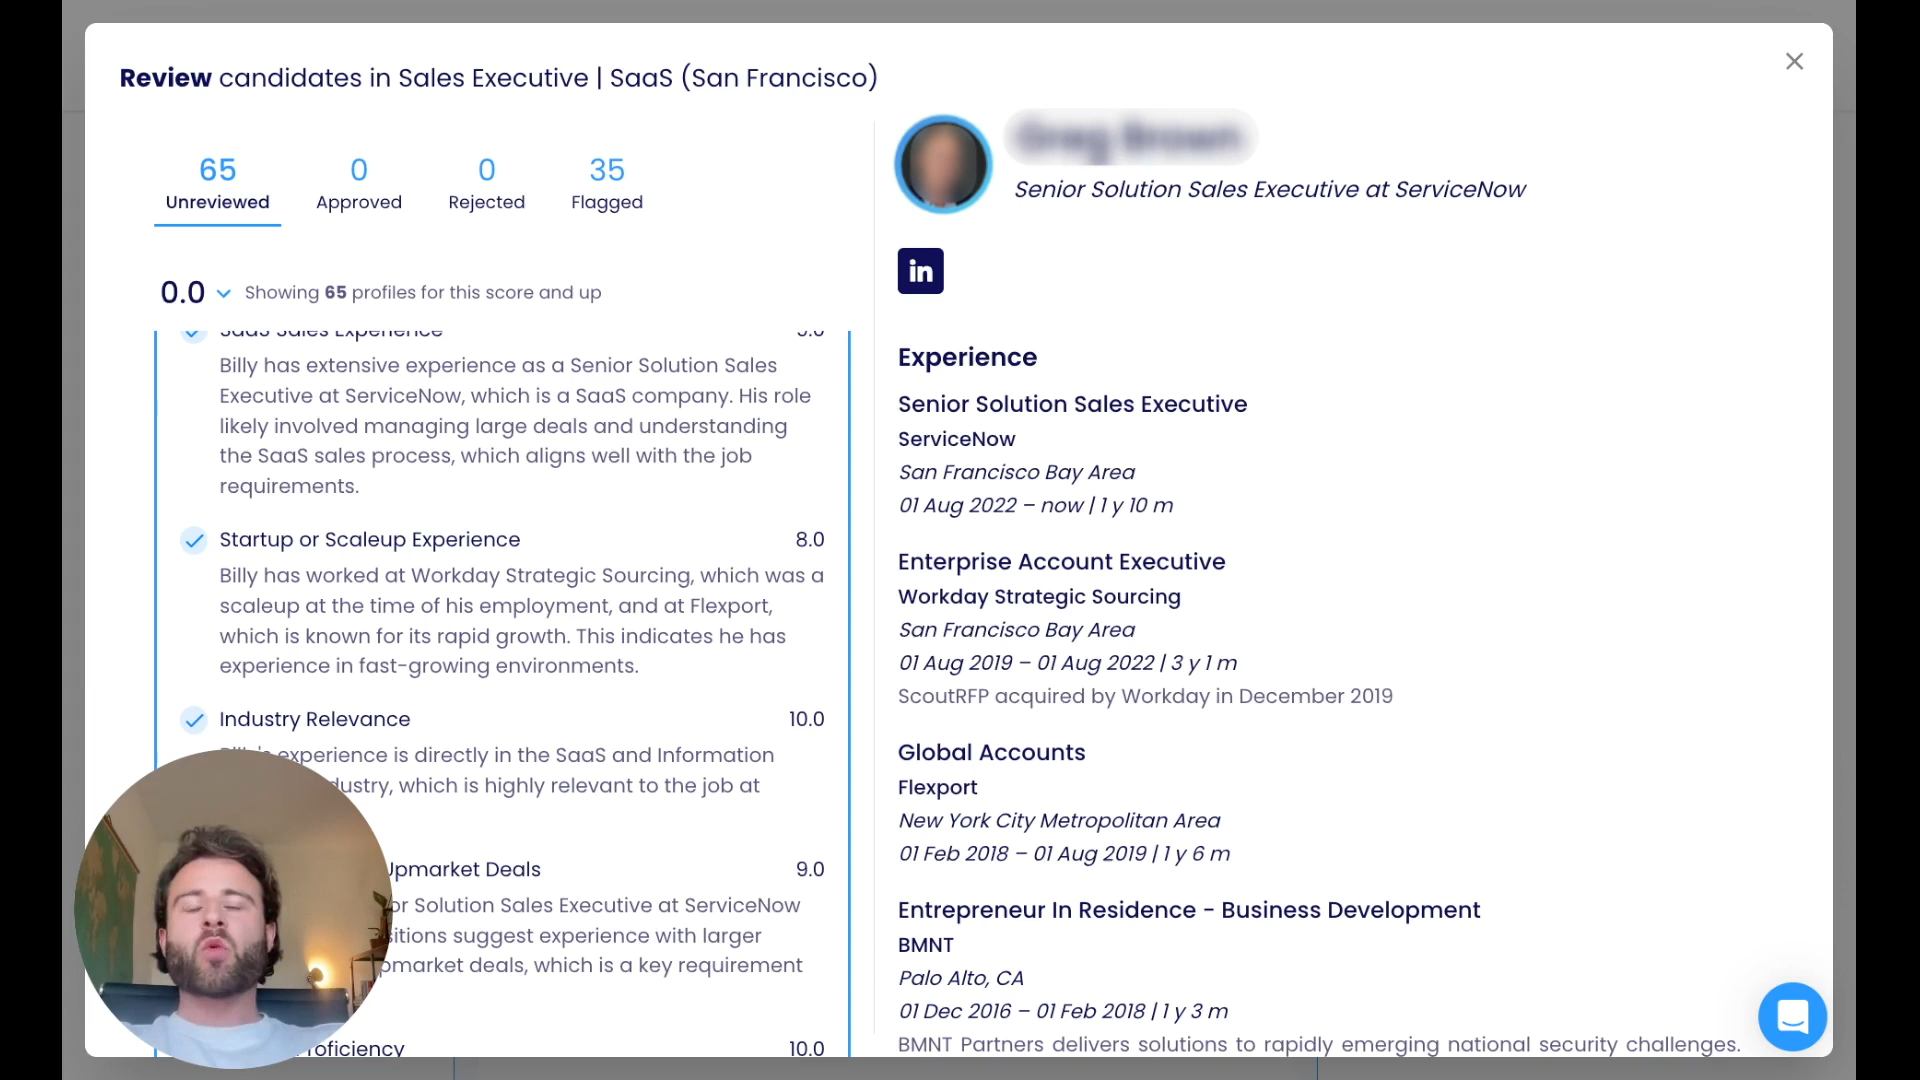 Review candidates in Sales Executive | SaaS (San Francisco)
65
Unreviewed
0
Approved
0
Rejected
35
Flagged
0.0
Showing 65 profiles for this score and up
SaaS Sales Experience
Billy has extensive experience as a Senior Solution Sales
Executive at ServiceNow, which is a SaaS company. His role
likely involved managing large deals and understanding
the SaaS sales process, which aligns well with the job
requirements.
Startup or Scaleup Experience 8.0
Billy has worked at Workday Strategic Sourcing, which was a
scaleup at the time of his employment, and at Flexport,
which is known for its rapid growth. This indicates he has
experience in fast-growing environments.
Industry Relevance 10.0
experience is directly in the SaaS and Information
which is highly relevant to the job at
Upmarket Deals 9.0
Solution Sales Executive at ServiceNow
suggest experience with larger
deals, which is a key requirement
10.0
Senior Solution Sales Executive at ServiceNow
in
Experience
Senior Solution Sales Executive
ServiceNow
San Francisco Bay Area
01 Aug 2022 – now | 1 y 10 m
Enterprise Account Executive
Workday Strategic Sourcing
San Francisco Bay Area
01 Aug 2019 – 01 Aug 2022 | 3 y 1 m
ScoutRFP acquired by Workday in December 2019
Global Accounts
Flexport
New York City Metropolitan Area
01 Feb 2018 – 01 Aug 2019 | 1 y 6 m
Entrepreneur In Residence - Business Development
BMNT
Palo Alto, CA
01 Dec 2016 – 01 Feb 2018 | 1 y 3 m
BMNT Partners delivers solutions to rapidly emerging national security challenges.